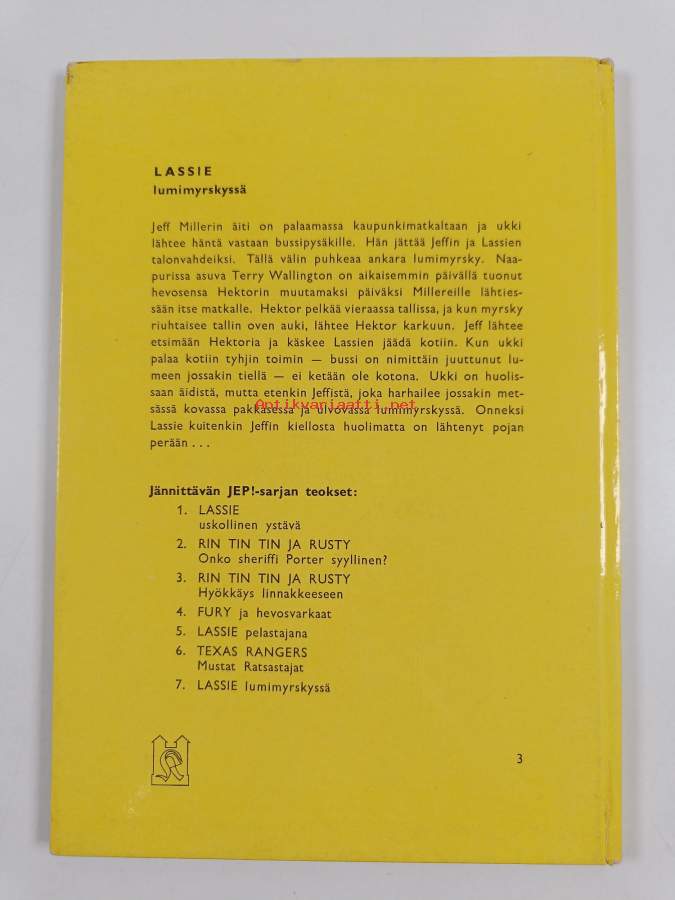 LASSIE
lumimyrskyssä
Jeff Millerin äiti on palaamassa kaupunkimatkaltaan ja ukki
lähtee häntä vastaan bussipysäkille. Hän jättää Jeffin ja Lassien
talonvahdeiksi. Tällä välin puhkeaa ankara lumimyrsky. Naa-
purissa asuva Terry Wallington on aikaisemmin päivällä tuonut
hevosensa Hektorin muutamaksi päiväksi Millereille lähties-
sään itse matkalle. Hektor pelkää vieraassa tallissa, ja kun myrsky
riuhtaisee tallin oven auki, lähtee Hektor karkuun. Jeff lähtee
etsimään Hektoria ja käskee Lassien jäädä kotiin. Kun ukki
palaa kotiin tyhjin toimin — bussi on nimittäin juuttunut lu-
meen jossakin tiellä — ei ketään ole kotona. Ukki on huolis-
saan äidistä, mutta etenkin Jeffistä, joka harhailee jossakin met-
sässä kovassa pakkasessa ja ulvovassa lumimyrskyssä. Onneksi
Antikvariaatti.net
Lassie kuitenkin Jeffin kiellosta huolimatta on lähtenyt pojan
perään ...
Jännittävän JEP!-sarjan teokset:
1. LASSIE
uskollinen ystävä
2. RIN TIN TIN JA RUSTY
Onko sheriffi Porter syyllinen?
3. RIN TIN TIN JA RUSTY
Hyökkäys linnakkeeseen
4. FURY ja hevosvarkaat
5. LASSIE pelastajana
6. TEXAS RANGERS
Mustat Ratsastajat
7. LASSIE lumimyrskyssä
3